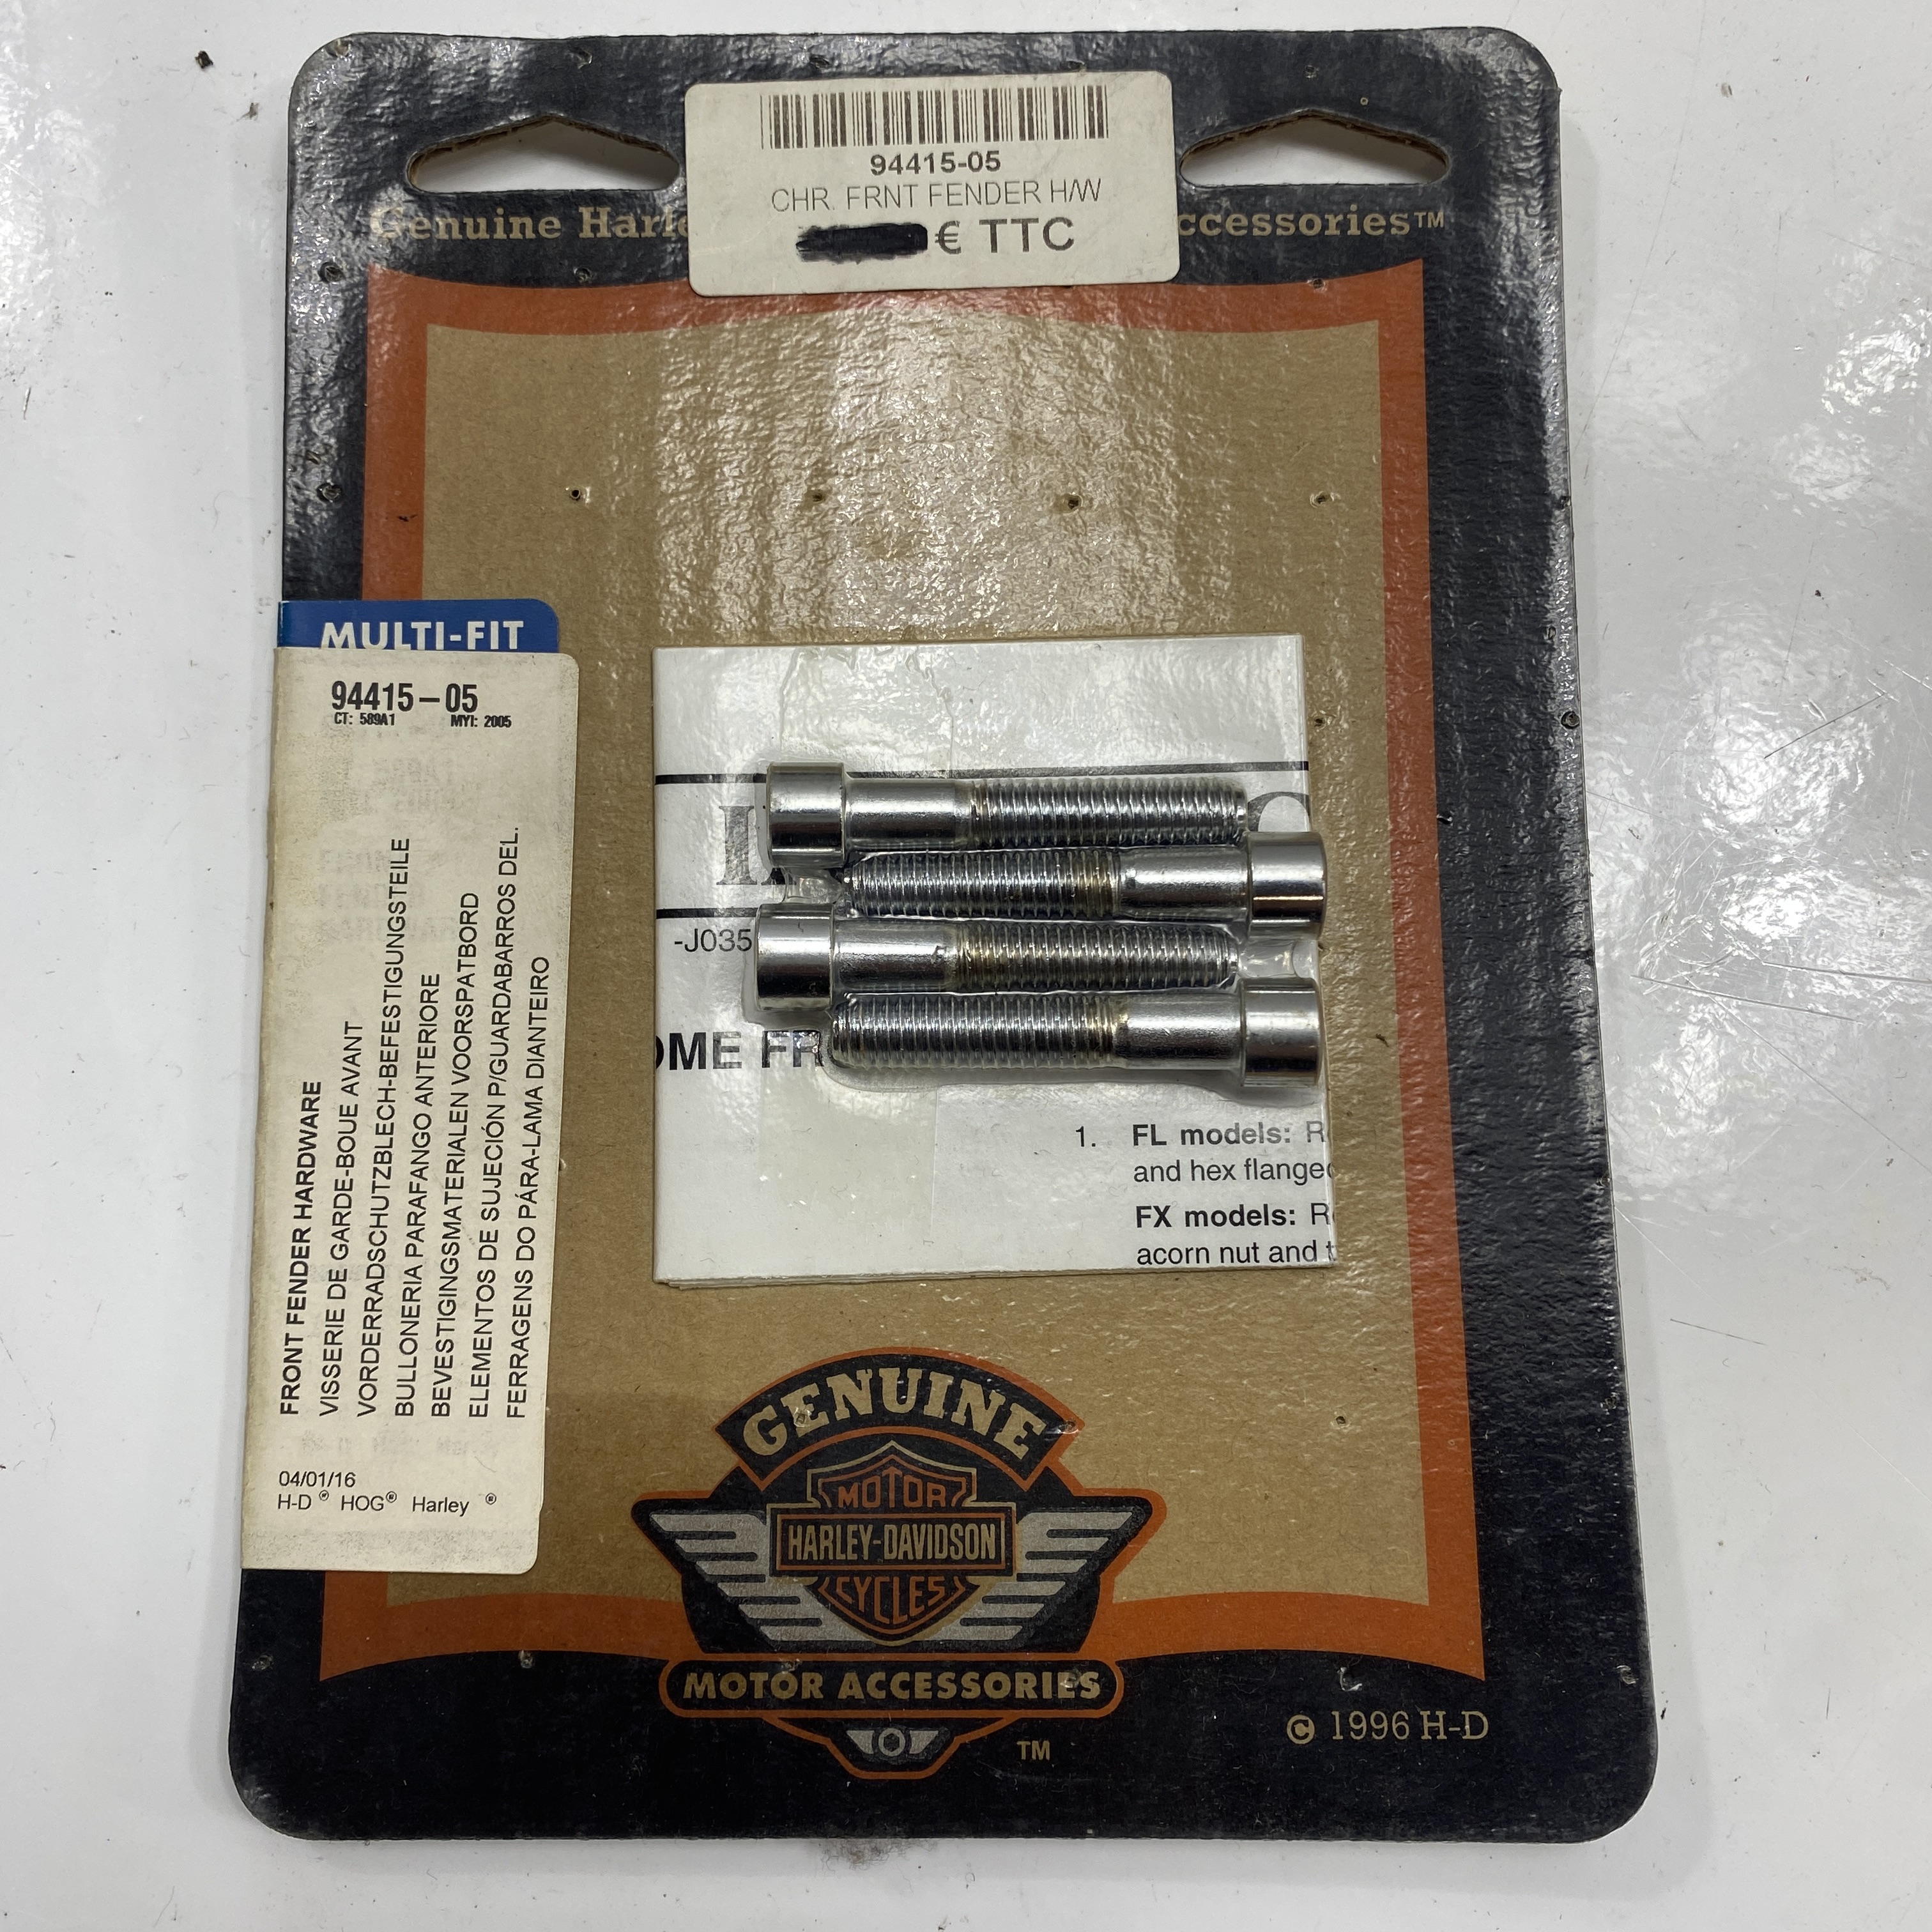 94415-05
CHR. FRNT FENDER H/W
€ TTC
Genuine ccessories™
MULTI-FIT
94415-05
CT: 589A1 MYI: 2005
FRONT FENDER HARDWARE
VISSERIE DE GARDE-BOUE AVANT
VORDERRADSCHUTZBLECH-BEFESTIGUNGSTEILE
BULLONERIA PARAFANGO ANTERIORE
BEVESTIGINGSMATERIALEN VOORSPATBORD
ELEMENTOS DE SUJECIÓN P/GUARDABARROS DEL.
FERRAGENS DO PÁRA-LAMA DIANTEIRO
04/01/16
H-D® HOG® Harley ®
-J035
OME FR
1. FL models:
and hex flange
FX models:
acorn nut and
GENUINE
MOTOR
HARLEY-DAVIDSON
CYCLES
MOTOR ACCESSORIES
TM
© 1996 H-D